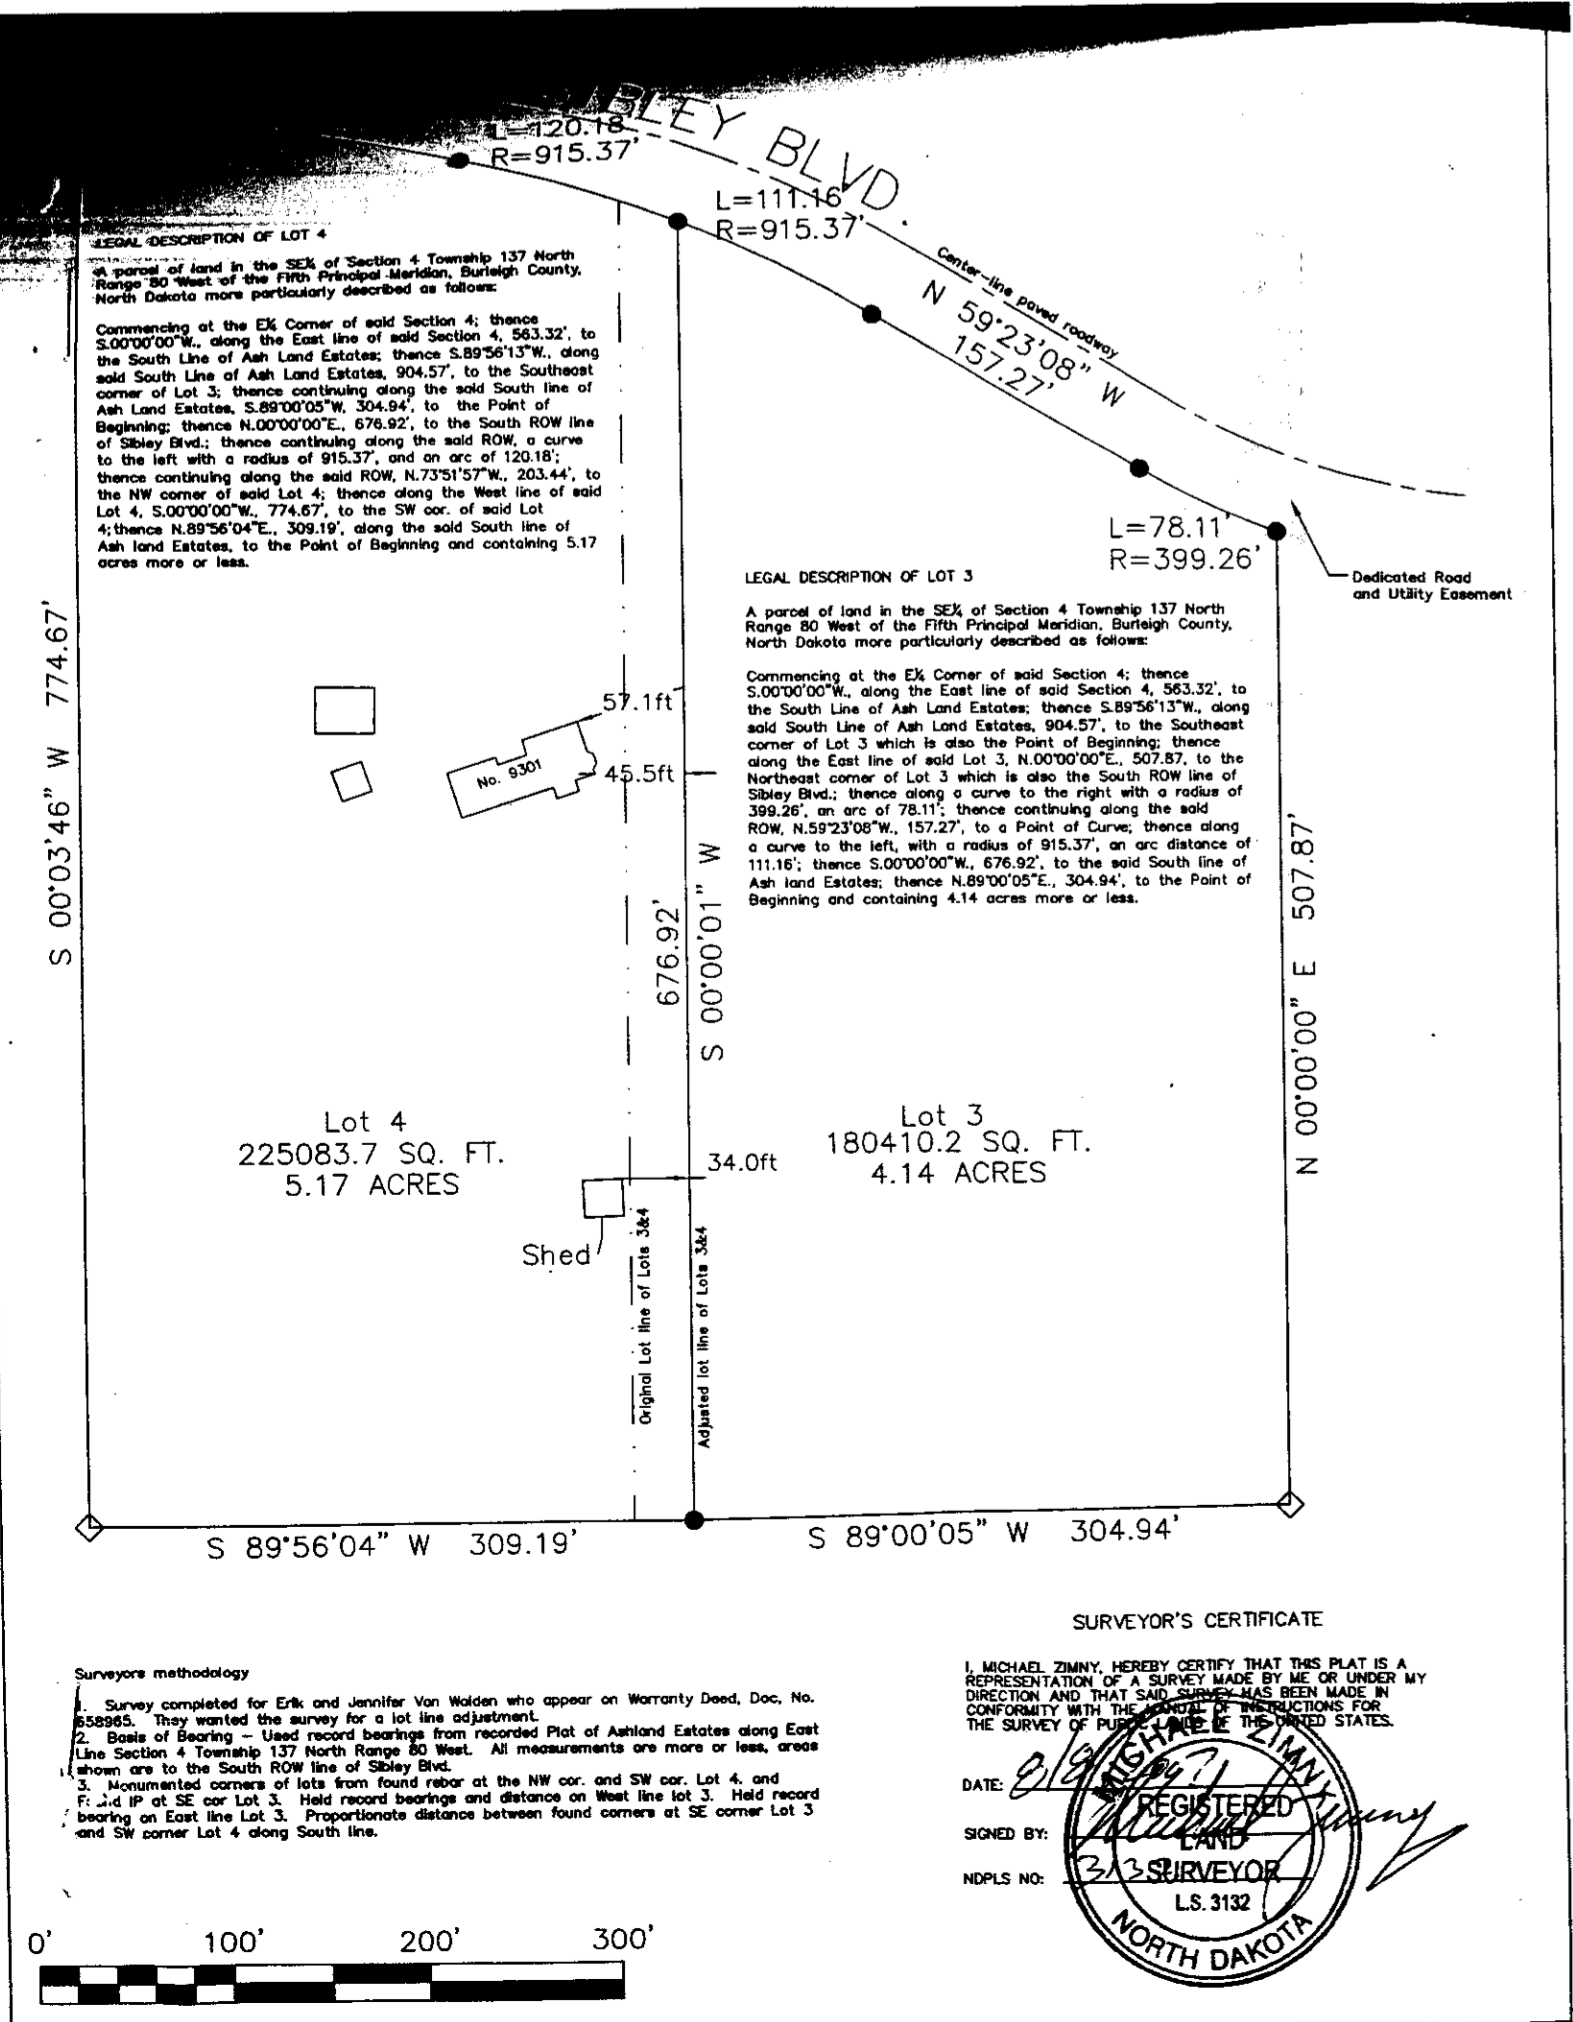 IBLEY BLVD.
L=120.18'
R=915.37'
L=111.16'
R=915.37'
Center-line paved roadway
N 59°23'08" W
157.27'
L=78.11'
R=399.26'
Dedicated Road
and Utility Easement
LEGAL DESCRIPTION OF LOT 4
A parcel of land in the SE¼ of Section 4 Township 137 North
Range 80 West of the Fifth Principal Meridian, Burleigh County,
North Dakota more particularly described as follows:
Commencing at the E¼ Corner of said Section 4; thence
S.00°00'00"W., along the East line of said Section 4, 563.32', to
the South Line of Ash Land Estates; thence S.89°56'13"W., along
said South Line of Ash Land Estates, 904.57', to the Southeast
corner of Lot 3; thence continuing along the said South line of
Ash Land Estates, S.89°00'05"W, 304.94', to the Point of
Beginning; thence N.00°00'00"E., 676.92', to the South ROW line
of Sibley Blvd.; thence continuing along the said ROW, a curve
to the left with a radius of 915.37', and an arc of 120.18';
thence continuing along the said ROW, N.73°51'57"W., 203.44', to
the NW corner of said Lot 4; thence along the West line of said
Lot 4, S.00°00'00"W., 774.67', to the SW cor. of said Lot
4;thence N.89°56'04"E., 309.19', along the said South line of
Ash land Estates, to the Point of Beginning and containing 5.17
acres more or less.
LEGAL DESCRIPTION OF LOT 3
A parcel of land in the SE¼ of Section 4 Township 137 North
Range 80 West of the Fifth Principal Meridian, Burleigh County,
North Dakota more particularly described as follows:
Commencing at the E¼ Corner of said Section 4; thence
S.00°00'00"W., along the East line of said Section 4, 563.32', to
the South Line of Ash Land Estates; thence S.89°56'13"W., along
said South Line of Ash Land Estates, 904.57', to the Southeast
corner of Lot 3 which is also the Point of Beginning; thence
along the East line of said Lot 3, N.00°00'00"E., 507.87, to the
Northeast corner of Lot 3 which is also the South ROW line of
Sibley Blvd.; thence along a curve to the right with a radius of
399.26', an arc of 78.11'; thence continuing along the said
ROW, N.59°23'08"W., 157.27', to a Point of Curve; thence along
a curve to the left, with a radius of 915.37', an arc distance of
111.16'; thence S.00°00'00"W., 676.92', to the said South line of
Ash land Estates; thence N.89°00'05"E., 304.94', to the Point of
Beginning and containing 4.14 acres more or less.
S 00°03'46" W 774.67'
57.1ft
No. 9301
45.5ft
676.92'
S 00°00'01" W
N 00°00'00" E 507.87'
Lot 4
225083.7 SQ. FT.
5.17 ACRES
Lot 3
180410.2 SQ. FT.
4.14 ACRES
34.0ft
Shed
Original Lot line of Lots 3&4
Adjusted lot line of Lots 3&4
S 89°56'04" W 309.19'
S 89°00'05" W 304.94'
Surveyors methodology
1. Survey completed for Erik and Jennifer Van Walden who appear on Warranty Deed, Doc, No.
658965. They wanted the survey for a lot line adjustment.
2. Basis of Bearing – Used record bearings from recorded Plat of Ashland Estates along East
Line Section 4 Township 137 North Range 80 West. All measurements are more or less, areas
shown are to the South ROW line of Sibley Blvd.
3. Monumented corners of lots from found rebar at the NW cor. and SW cor. Lot 4. and
IP at SE cor Lot 3. Held record bearings and distance on West line lot 3. Held record
bearing on East line Lot 3. Proportionate distance between found corners at SE corner Lot 3
and SW corner Lot 4 along South line.
SURVEYOR'S CERTIFICATE
I, MICHAEL ZIMNY, HEREBY CERTIFY THAT THIS PLAT IS A
REPRESENTATION OF A SURVEY MADE BY ME OR UNDER MY
DIRECTION AND THAT SAID SURVEY HAS BEEN MADE IN
CONFORMITY WITH THE MANUAL OF INSTRUCTIONS FOR
THE SURVEY OF PUBLIC LANDS OF THE UNITED STATES.
DATE:
SIGNED BY: Michael Zimny
NDPLS NO: 3132
MICHAEL ZIMNY
REGISTERED
LAND
SURVEYOR
L.S. 3132
NORTH DAKOTA
0' 100' 200' 300'